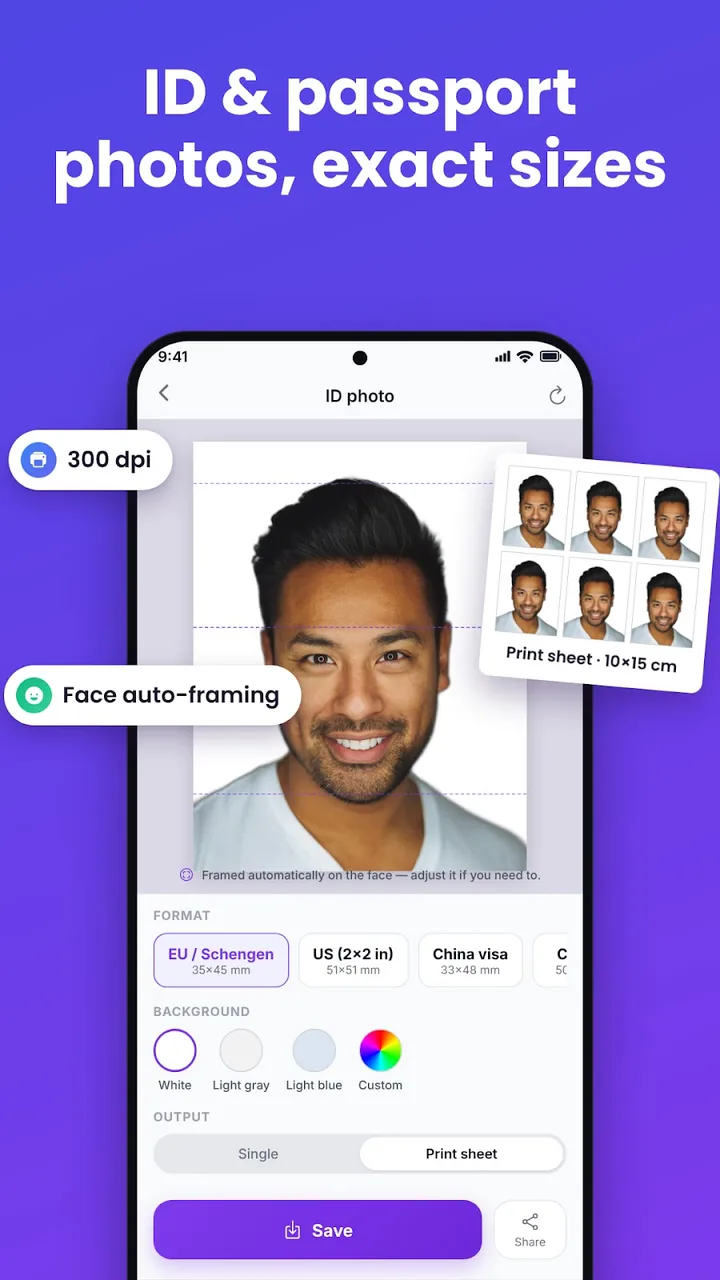 ID & passport
photos, exact sizes
9:41
ID photo
300 dpi
Print sheet · 10×15 cm
Face auto-framing
Framed automatically on the face — adjust it if you need to.
FORMAT
EU / Schengen
35×45 mm
US (2×2 in)
51×51 mm
China visa
33×48 mm
C
50
BACKGROUND
White
Light gray
Light blue
Custom
OUTPUT
Single
Print sheet
Save
Share